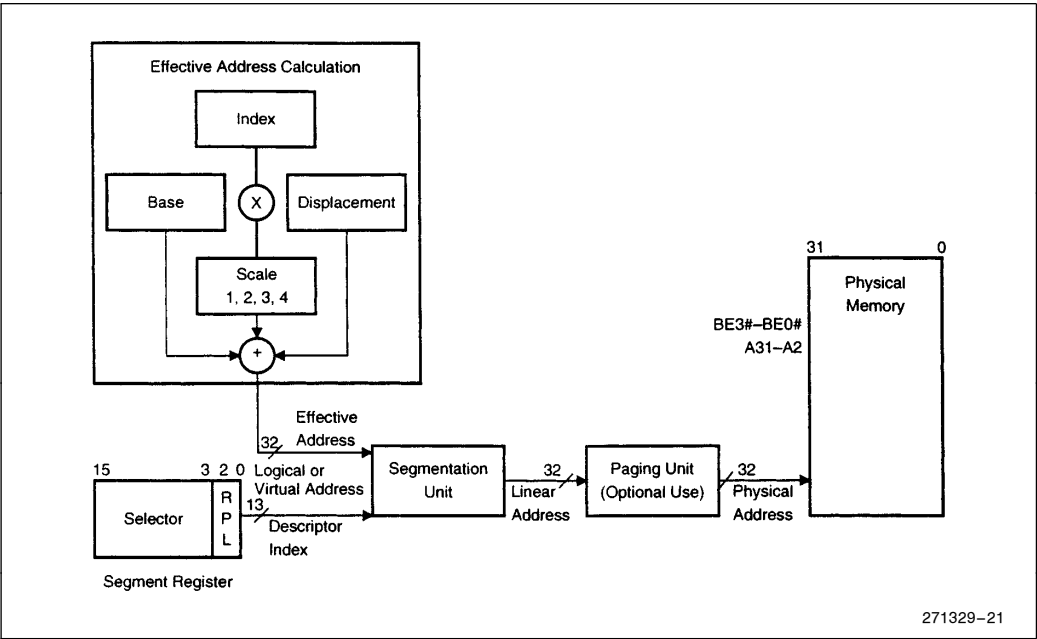 Effective Address Calculation
Index
Base
X
Displacement
Scale
1, 2, 3, 4
+
31 0
Physical
Memory
BE3#–BE0#
A31–A2
Effective
Address
32
15 3 2 0
Logical or
Virtual Address
Selector
R
P
L
13
Descriptor
Index
Segment Register
Segmentation
Unit
32
Linear
Address
Paging Unit
(Optional Use)
32
Physical
Address
271329–21